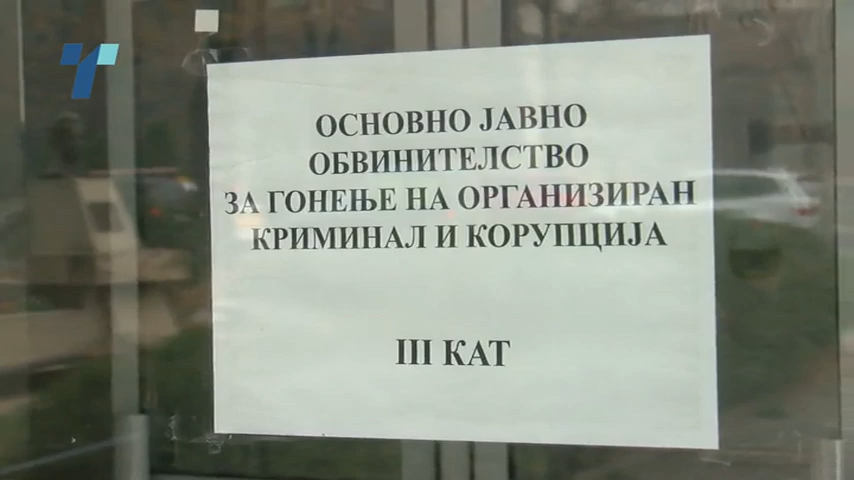 ОСНОВНО ЈАВНО
ОБВИНИТЕЛСТВО
ЗА ГОНЕЊЕ НА ОРГАНИЗИРАН
КРИМИНАЛ И КОРУПЦИЈА
III КАТ